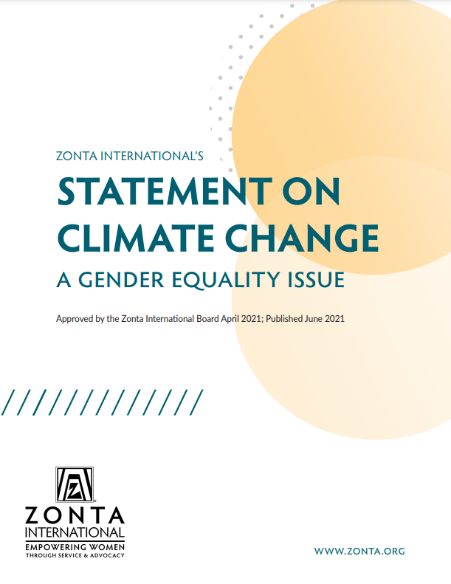 ZONTA INTERNATIONAL'S
STATEMENT ON
CLIMATE CHANGE
A GENDER EQUALITY ISSUE
Approved by the Zonta International Board April 2021; Published June 2021
ZONTA
INTERNATIONAL
EMPOWERING WOMEN
THROUGH SERVICE & ADVOCACY
WWW.ZONTA.ORG